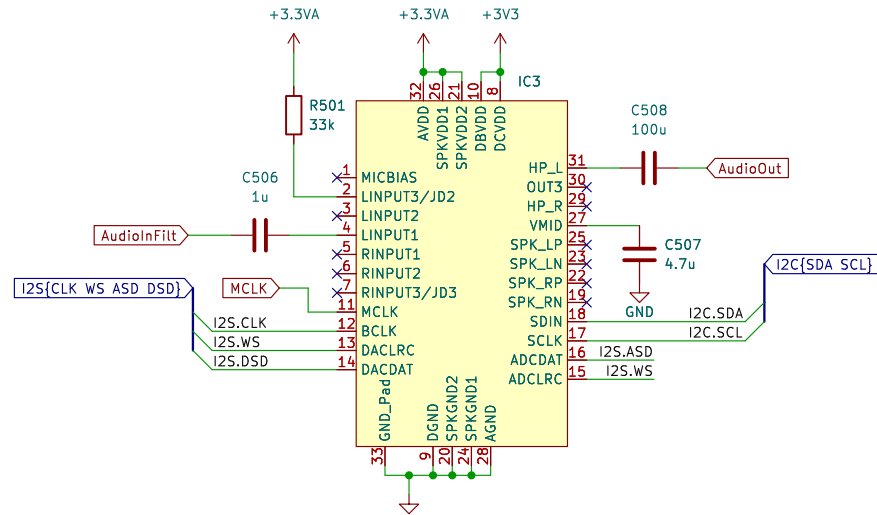 +3.3VA
+3.3VA
+3V3
IC3
R501
33k
32
26
21
10
8
AVDD
SPKVDD1
SPKVDD2
DBVDD
DCVDD
C508
100u
AudioOut
1 MICBIAS
2 LINPUT3/JD2
3 LINPUT2
4 LINPUT1
5 RINPUT1
6 RINPUT2
7 RINPUT3/JD3
11 MCLK
12 BCLK
13 DACLRC
14 DACDAT
HP_L 31
OUT3 30
HP_R 29
VMID 27
SPK_LP 25
SPK_LN 23
SPK_RP 22
SPK_RN 19
SDIN 18
SCLK 17
ADCDAT 16
ADCLRC 15
C506
1u
AudioInFilt
I2S{CLK WS ASD DSD}
MCLK
I2S.CLK
I2S.WS
I2S.DSD
C507
4.7u
GND
I2C{SDA SCL}
I2C.SDA
I2C.SCL
I2S.ASD
I2S.WS
GND_Pad
DGND
SPKGND2
SPKGND1
AGND
33
9
20
24
28